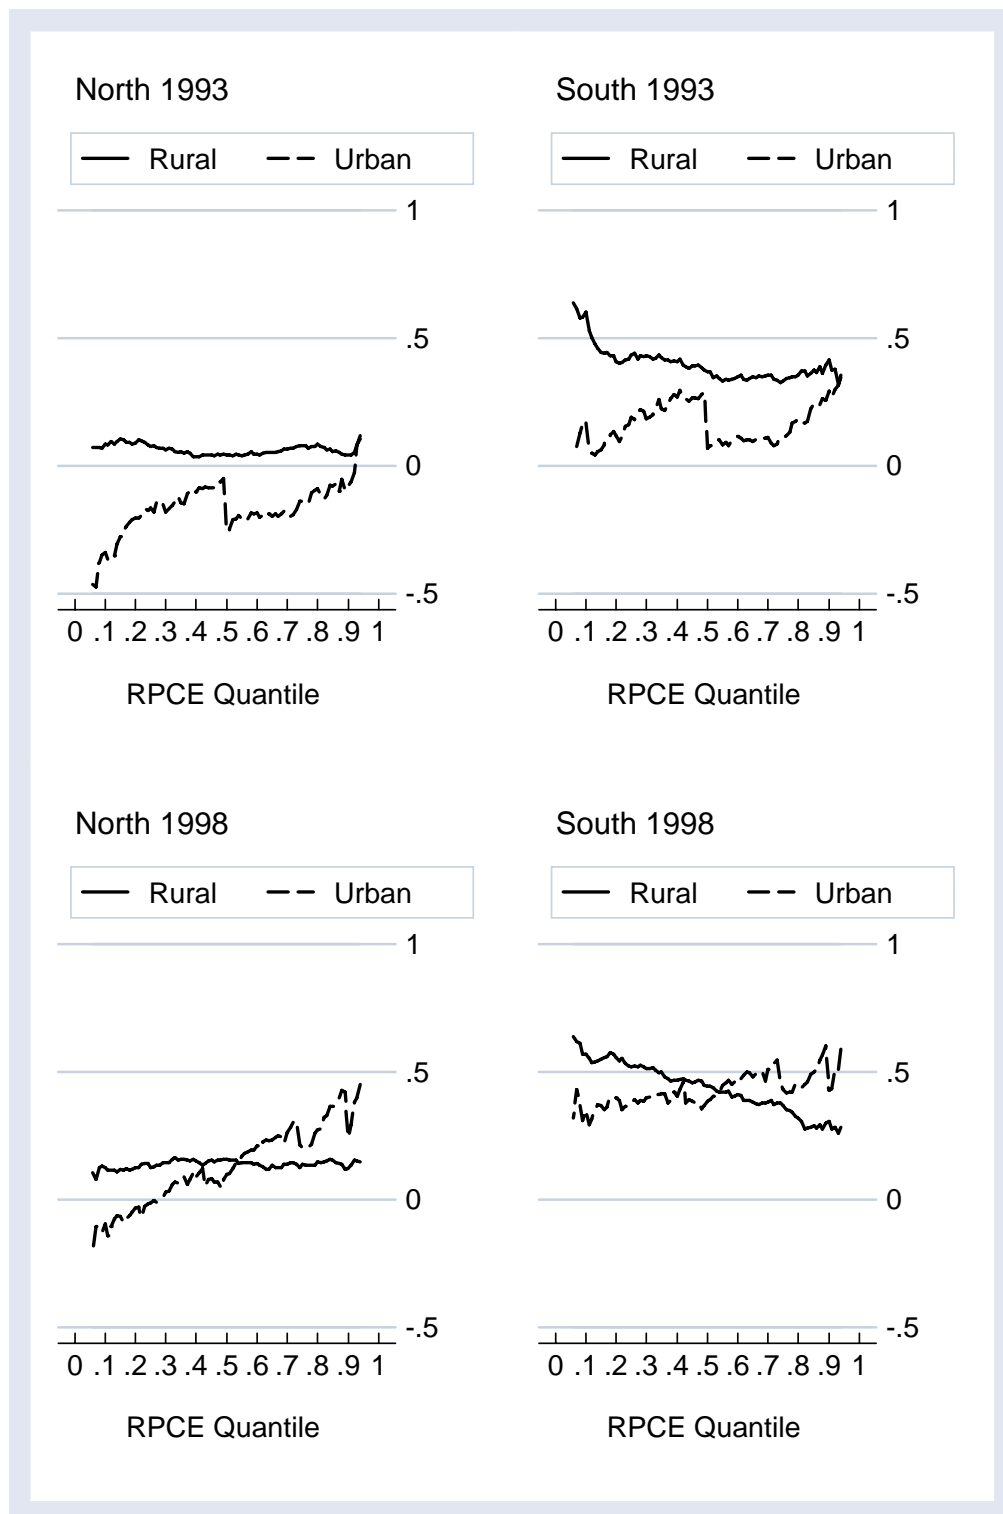 North 1993
Rural Urban
1
.5
0
-.5
0 .1 .2 .3 .4 .5 .6 .7 .8 .9 1
RPCE Quantile
South 1993
Rural Urban
1
.5
0
-.5
0 .1 .2 .3 .4 .5 .6 .7 .8 .9 1
RPCE Quantile
North 1998
Rural Urban
1
.5
0
-.5
0 .1 .2 .3 .4 .5 .6 .7 .8 .9 1
RPCE Quantile
South 1998
Rural Urban
1
.5
0
-.5
0 .1 .2 .3 .4 .5 .6 .7 .8 .9 1
RPCE Quantile